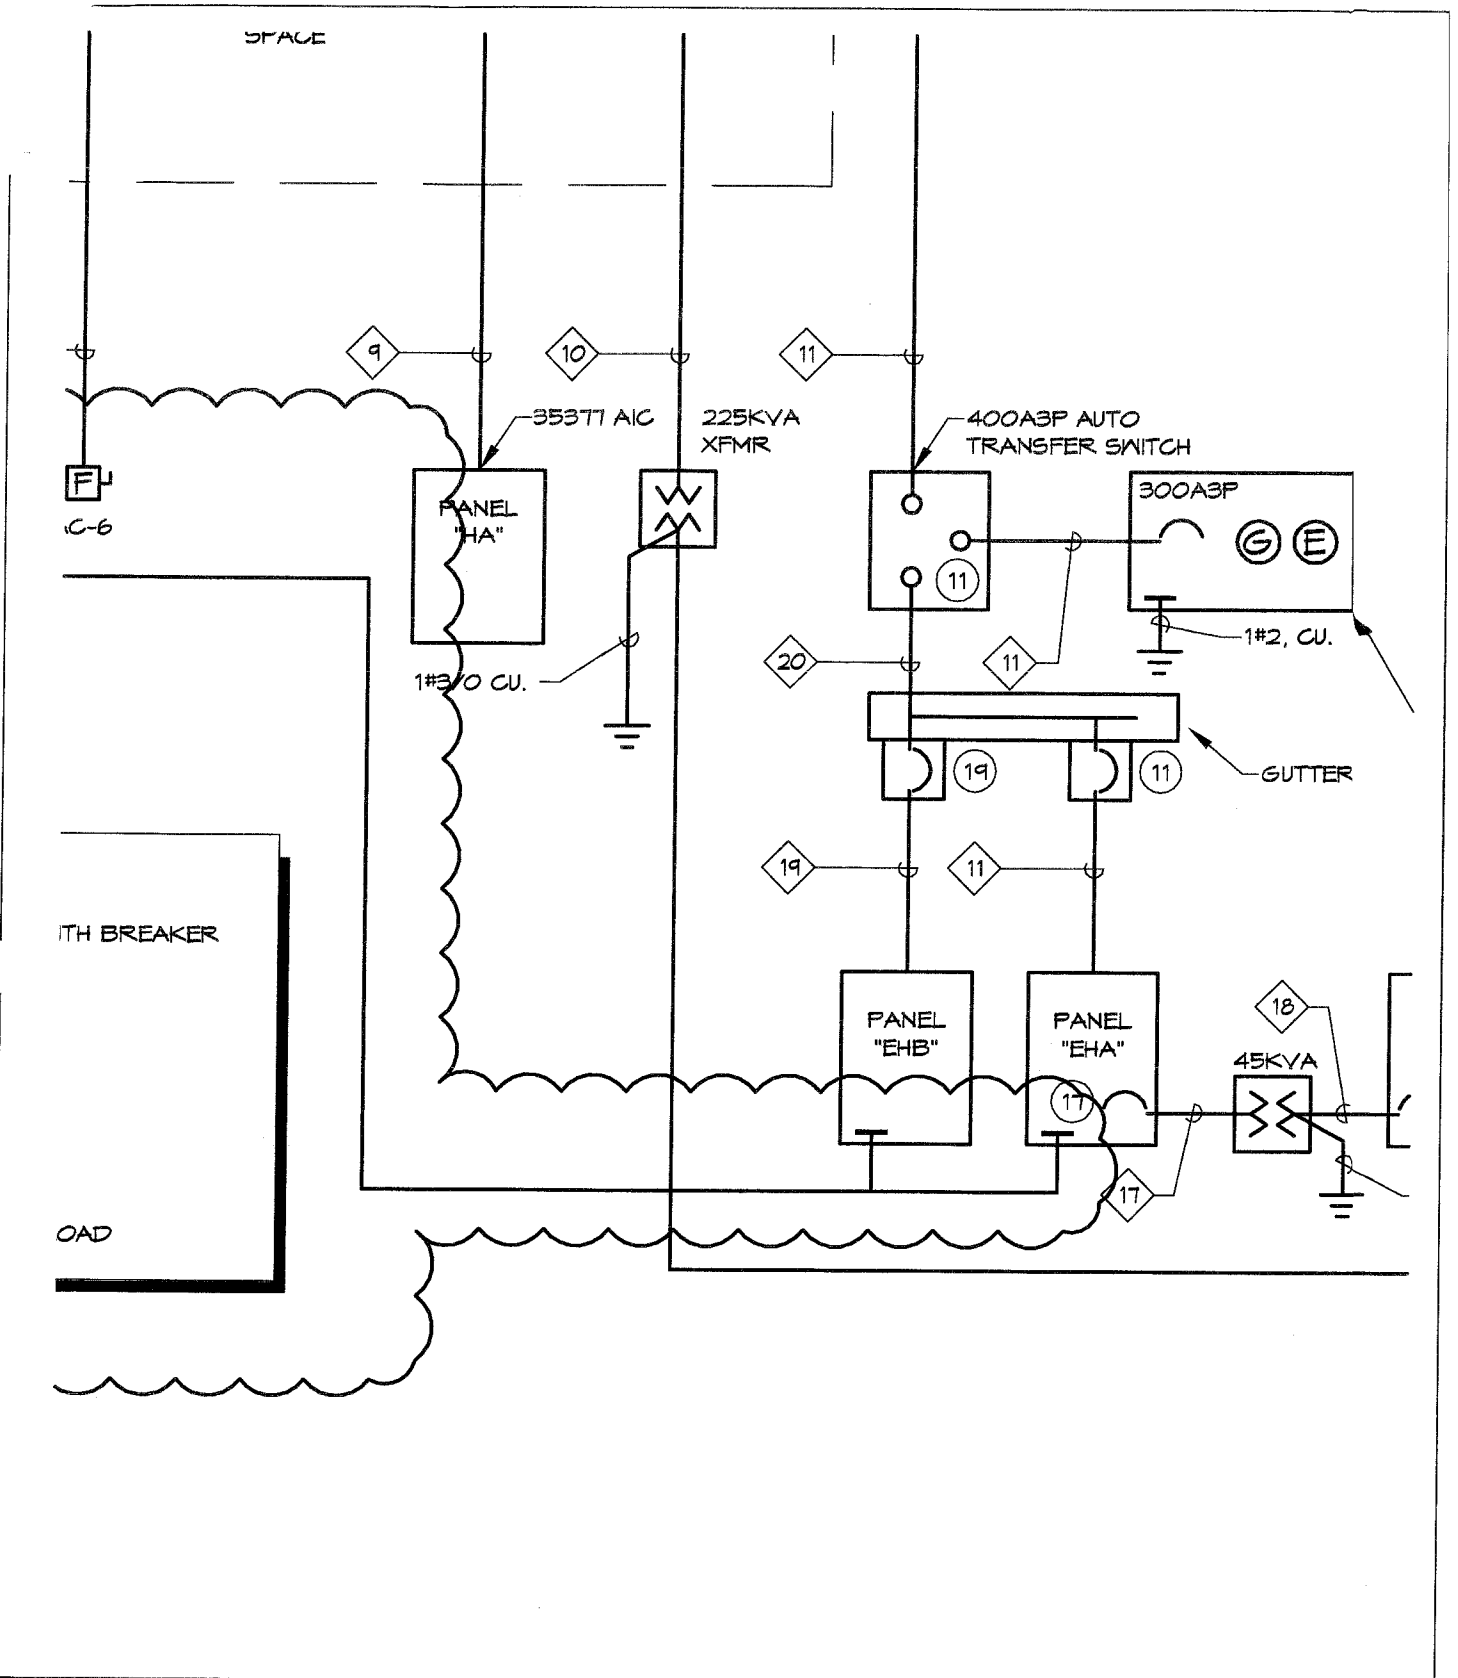 SPACE
9
10
11
35377 AIC
225KVA
XFMR
400A3P AUTO
TRANSFER SWITCH
F
C-6
PANEL
"HA"
300A3P
G
E
11
1#2, CU.
1#3/0 CU.
20
11
19
11
GUTTER
19
11
ITH BREAKER
PANEL
"EHB"
PANEL
"EHA"
18
45KVA
17
17
OAD